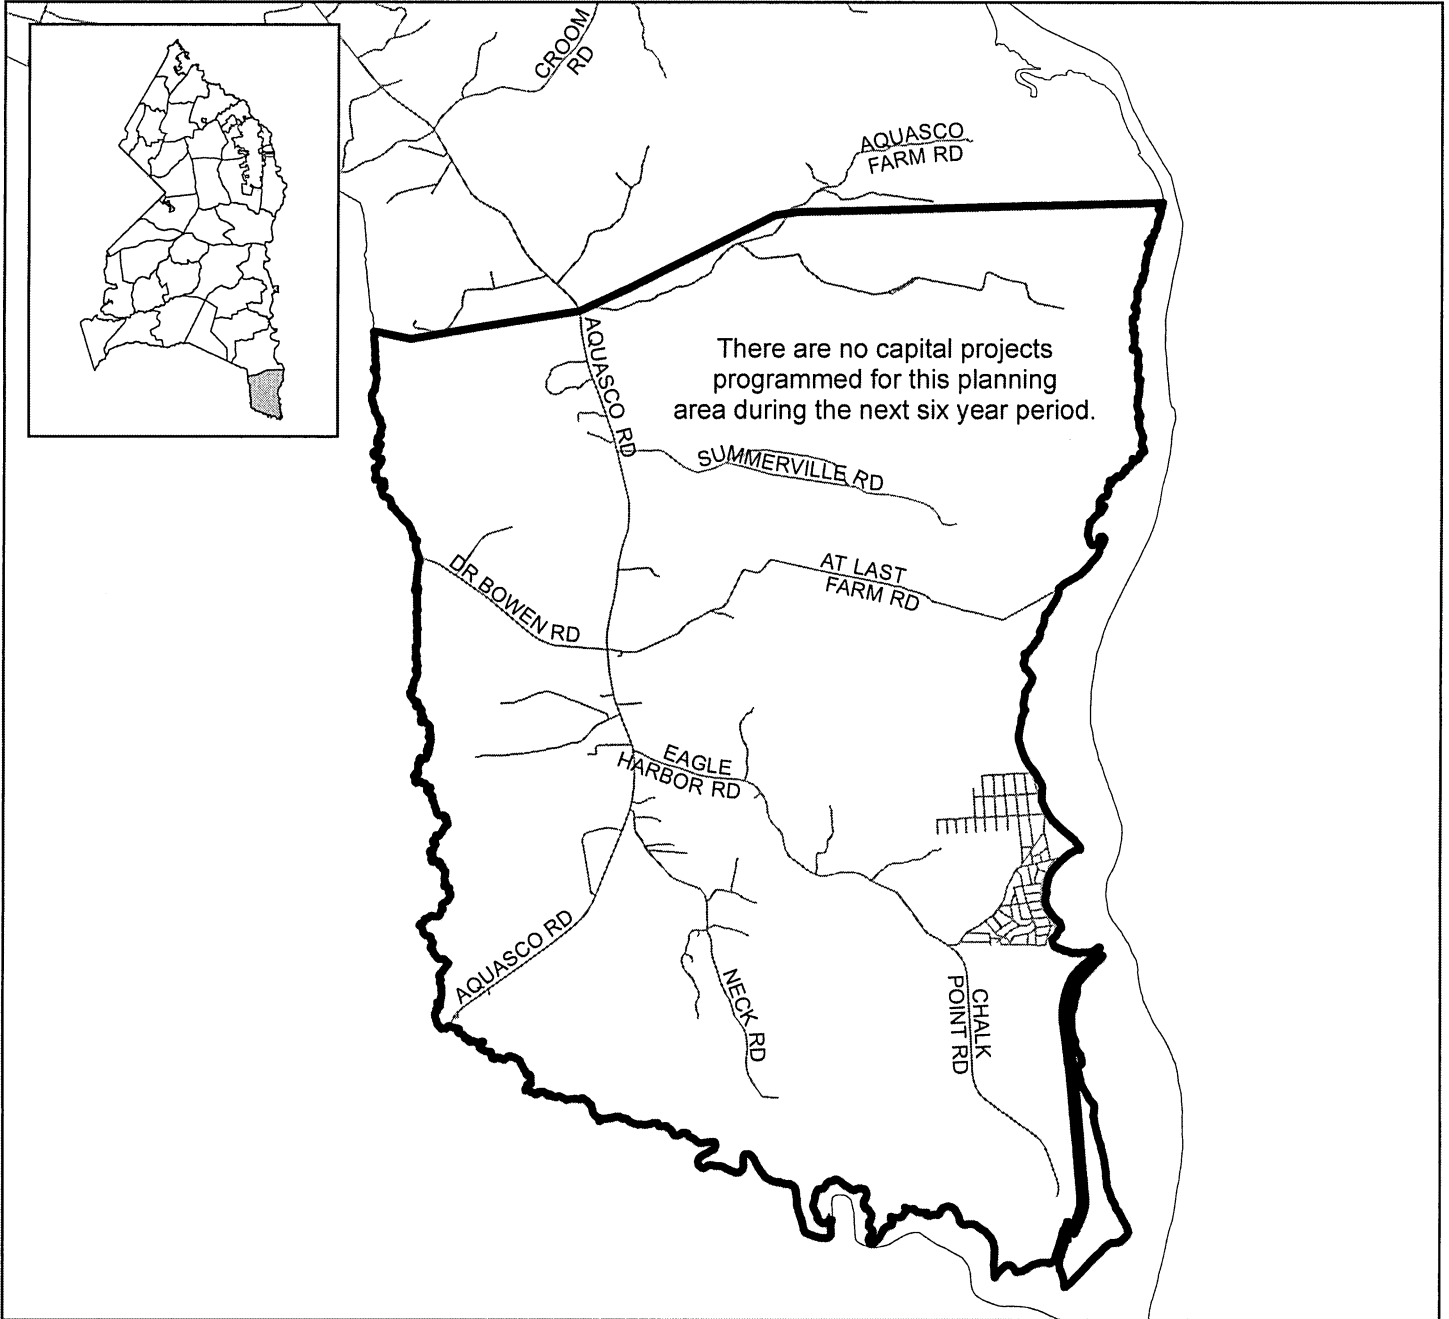 CROOM
RD
AQUASCO
FARM RD
AQUASCO RD
There are no capital projects
programmed for this planning
area during the next six year period.
SUMMERVILLE RD
DR BOWEN RD
AT LAST
FARM RD
EAGLE
HARBOR RD
AQUASCO RD
NECK RD
CHALK
POINT RD